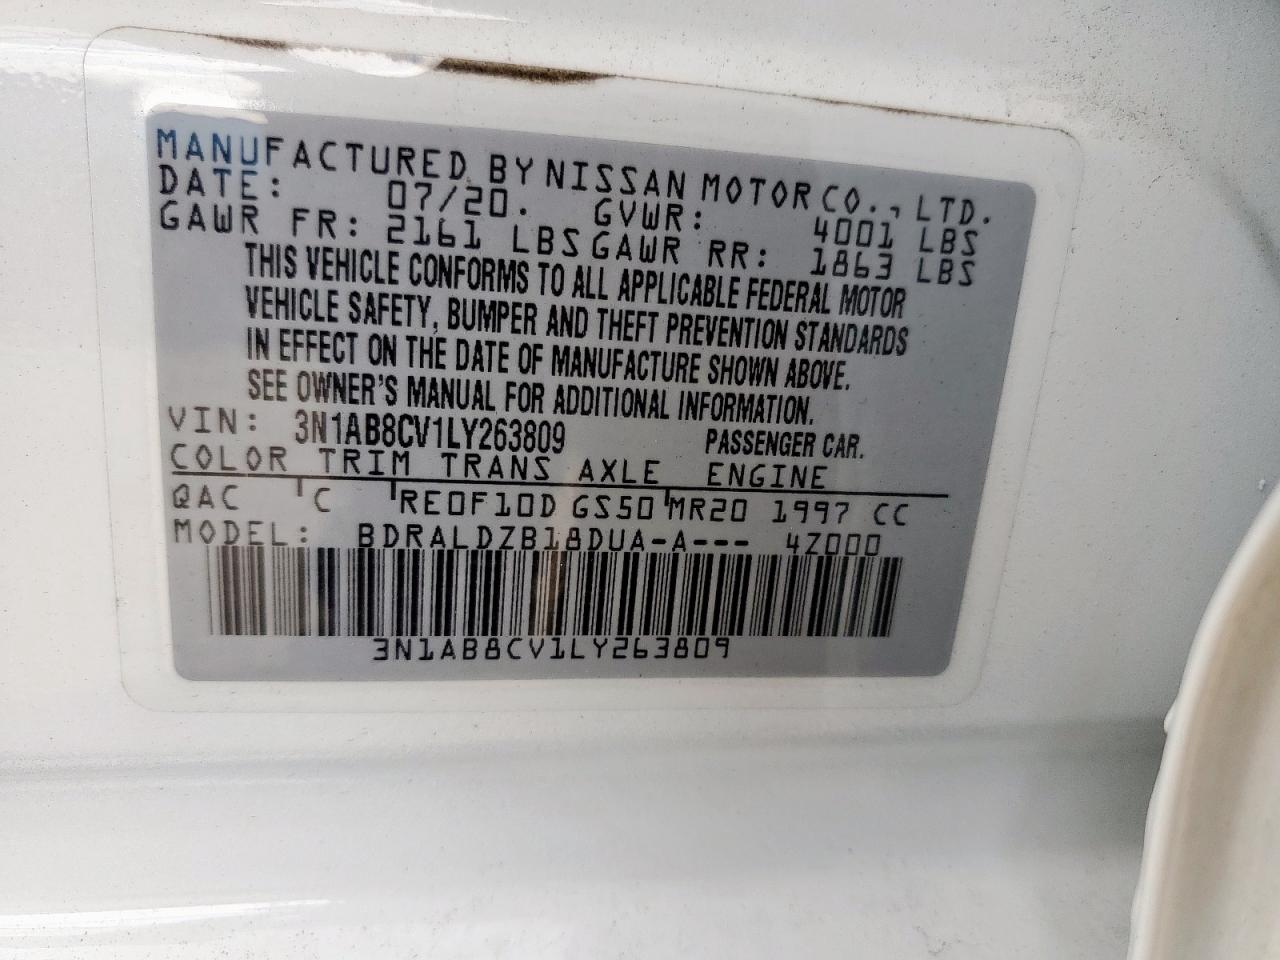 MANUFACTURED BY NISSAN MOTOR CO., LTD.
DATE: 07/20. GVWR: 4001 LBS
GAWR FR: 2161 LBS GAWR RR: 1863 LBS
THIS VEHICLE CONFORMS TO ALL APPLICABLE FEDERAL MOTOR
VEHICLE SAFETY, BUMPER AND THEFT PREVENTION STANDARDS
IN EFFECT ON THE DATE OF MANUFACTURE SHOWN ABOVE.
SEE OWNER'S MANUAL FOR ADDITIONAL INFORMATION.
VIN: 3N1AB8CV1LY263809 PASSENGER CAR.
COLOR TRIM TRANS AXLE ENGINE
QAC C RE0F10D GS50 MR20 1997 CC
MODEL: BDRALDZB18DUA-A--- 4Z000
3N1AB8CV1LY263809